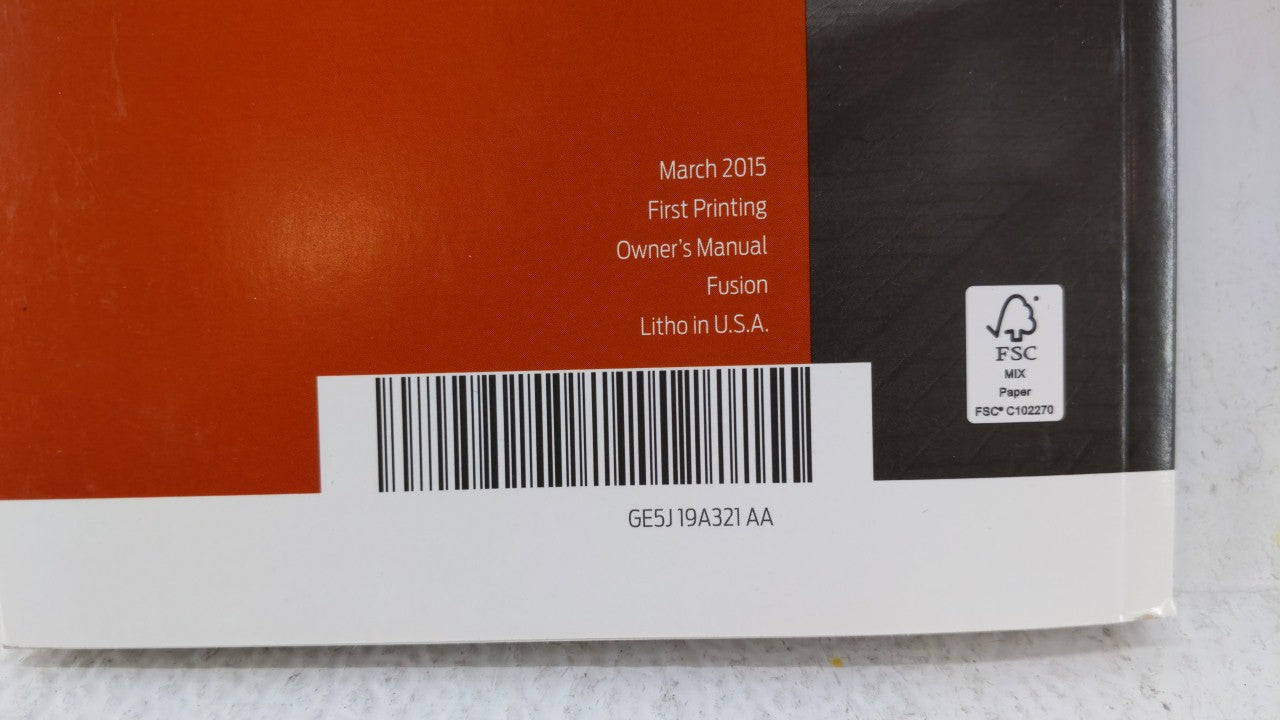 March 2015
First Printing
Owner's Manual
Fusion
Litho in U.S.A.
FSC
MIX
Paper
FSC® C102270
GE5J 19A321 AA